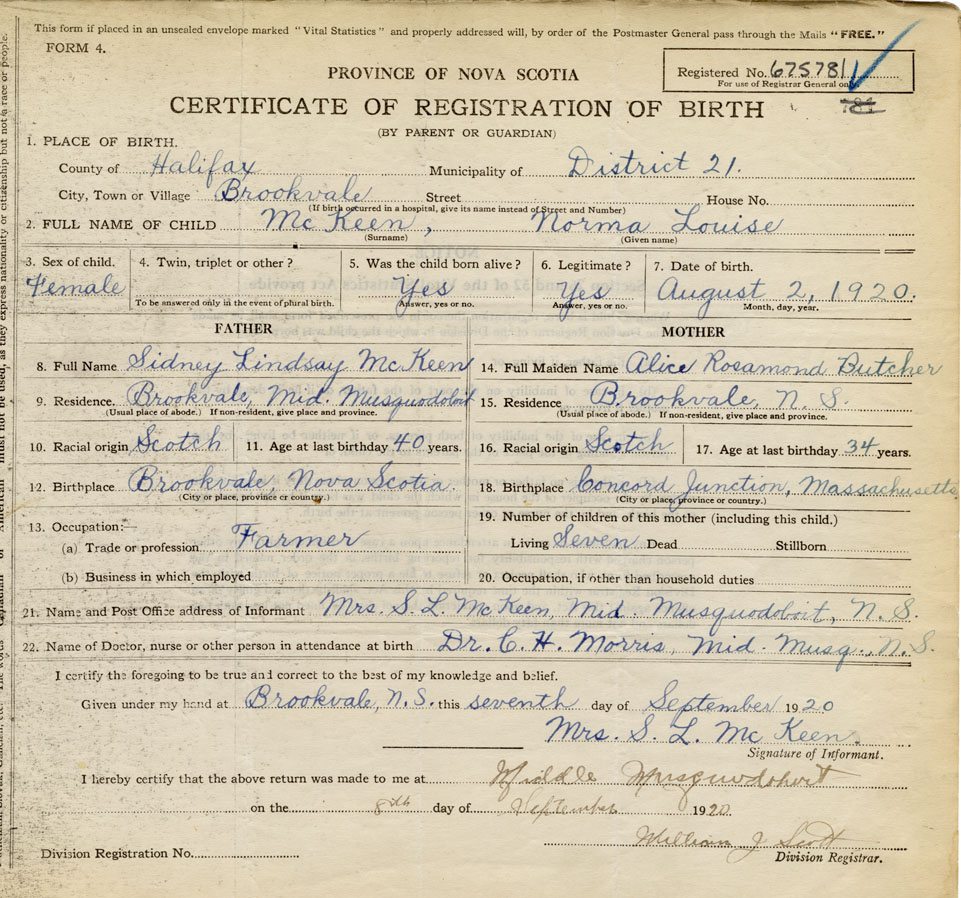 This form if placed in an unsealed envelope marked "Vital Statistics" and properly addressed will, by order of the Postmaster General pass through the Mails "FREE."
FORM 4.
Registered No. 675781
For use of Registrar General only
PROVINCE OF NOVA SCOTIA
CERTIFICATE OF REGISTRATION OF BIRTH
(BY PARENT OR GUARDIAN)
1. PLACE OF BIRTH.
County of Halifax Municipality of District 21.
City, Town or Village Brookvale Street House No.
(If birth occurred in a hospital, give its name instead of Street and Number)
2. FULL NAME OF CHILD McKeen, Norma Louise
(Surname) (Given name)
3. Sex of child. 4. Twin, triplet or other? 5. Was the child born alive? 6. Legitimate? 7. Date of birth.
Female Yes Yes August 2, 1920.
To be answered only in the event of plural birth. Answer, yes or no. Answer, yes or no. Month, day, year.
FATHER MOTHER
8. Full Name Sidney Lindsay McKeen 14. Full Maiden Name Alice Rosamond Butcher
9. Residence. Brookvale, Mid. Musquodoboit 15. Residence Brookvale, N. S.
(Usual place of abode.) If non-resident, give place and province. (Usual place of abode.) If non-resident, give place and province.
10. Racial origin Scotch 11. Age at last birthday 40 years. 16. Racial origin Scotch 17. Age at last birthday 34 years.
12. Birthplace Brookvale, Nova Scotia 18. Birthplace Concord Junction, Massachusetts
(City or place, province or country.) (City or place, province or country.)
13. Occupation: 19. Number of children of this mother (including this child.)
(a) Trade or profession Farmer Living Seven Dead Stillborn
(b) Business in which employed 20. Occupation, if other than household duties
21. Name and Post Office address of Informant Mrs. S. L. McKeen, Mid. Musquodoboit, N. S.
22. Name of Doctor, nurse or other person in attendance at birth Dr. C. H. Morris, Mid. Musq., N. S.
I certify the foregoing to be true and correct to the best of my knowledge and belief.
Given under my hand at Brookvale, N.S. this seventh day of September 1920
Mrs. S. L. McKeen.
Signature of Informant.
I hereby certify that the above return was made to me at Middle Musquodoboit
on the 8th day of September 1920
William J Scott
Division Registration No. Division Registrar.